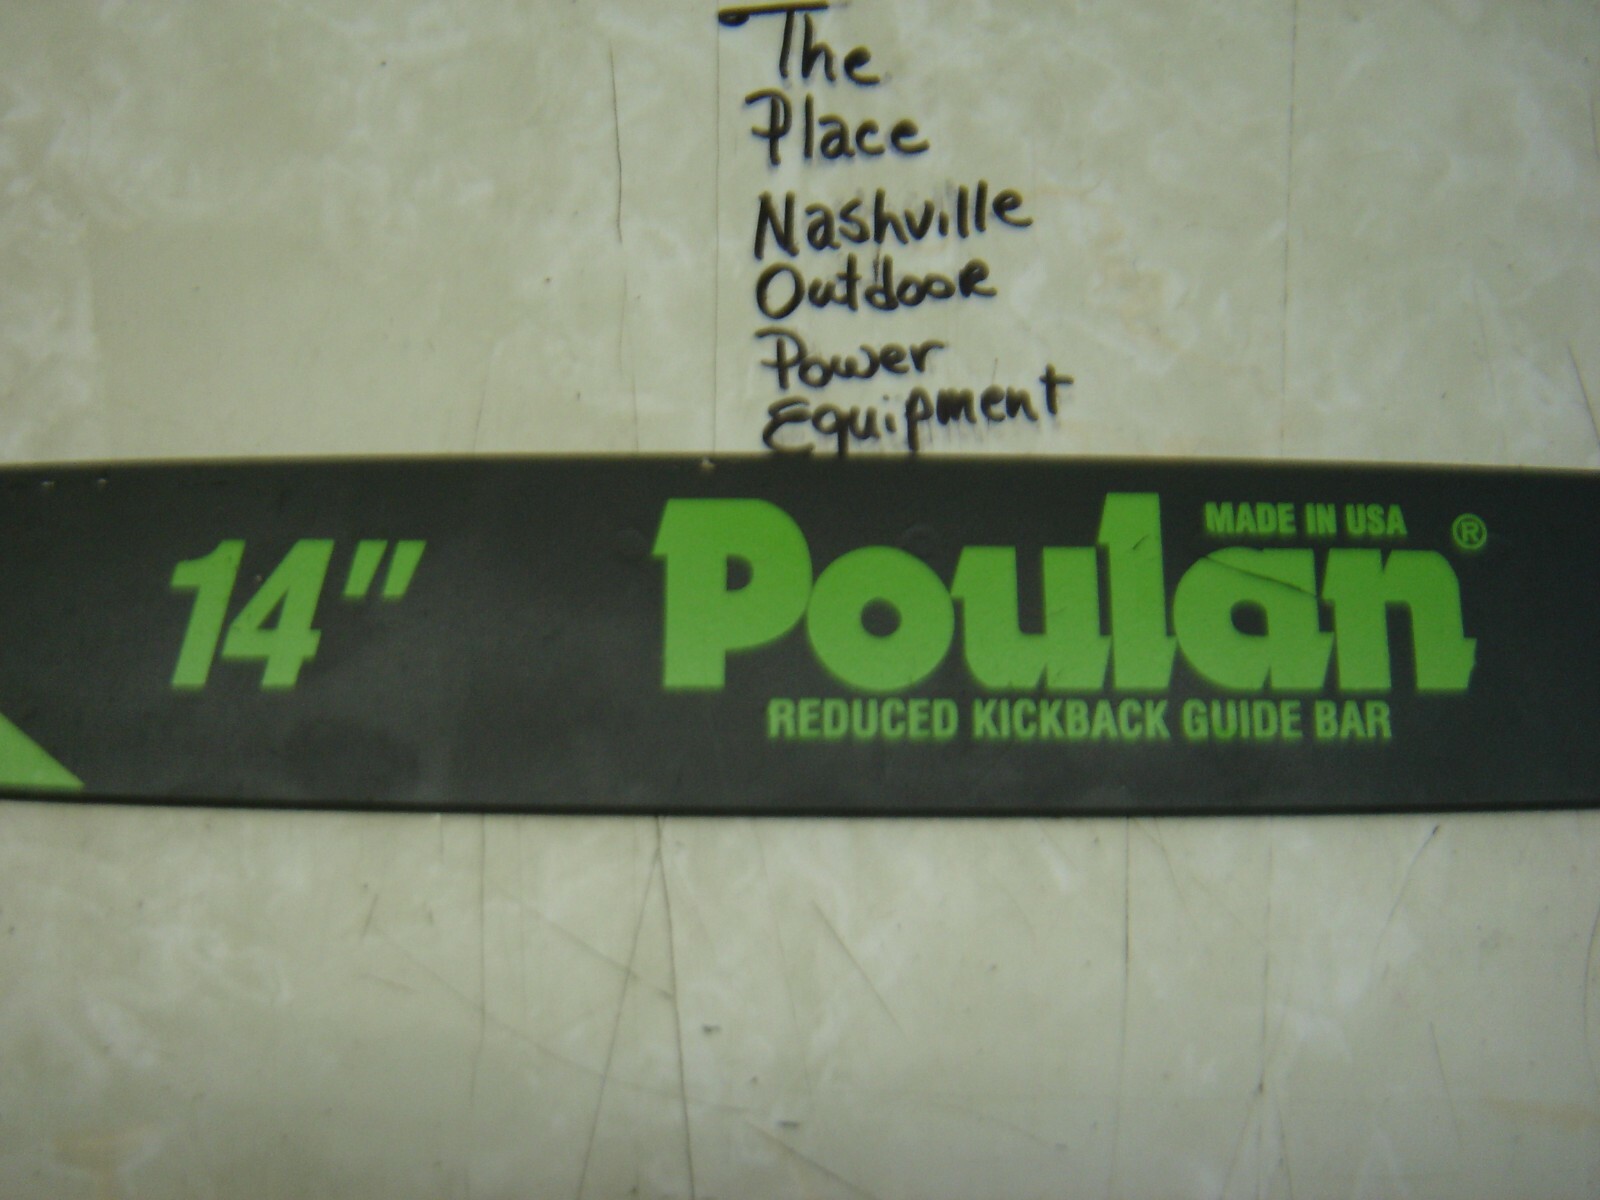 The
Place
Nashville
Outdoor
Power
Equipment
14"
MADE IN USA
Poulan®
REDUCED KICKBACK GUIDE BAR